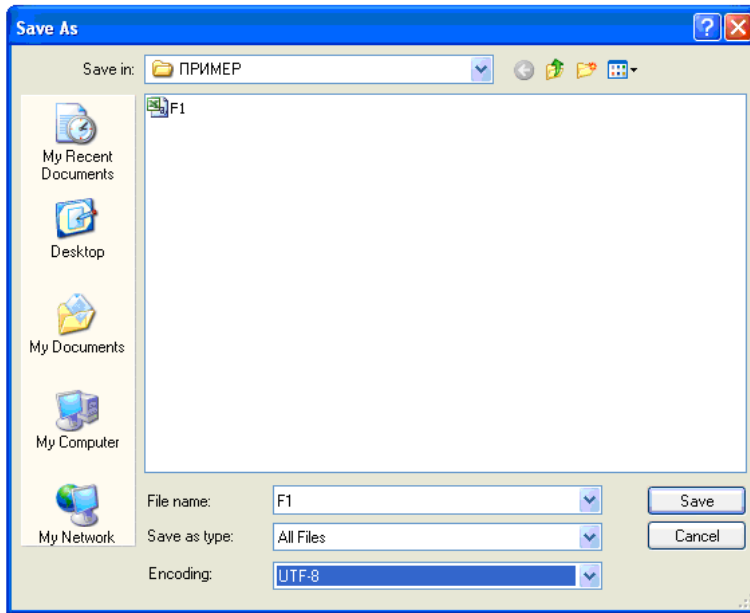 Save As
Save in:
ПРИМЕР
F1
My Recent
Documents
Desktop
My Documents
My Computer
My Network
File name:
F1
Save
Save as type:
All Files
Cancel
Encoding:
UTF-8